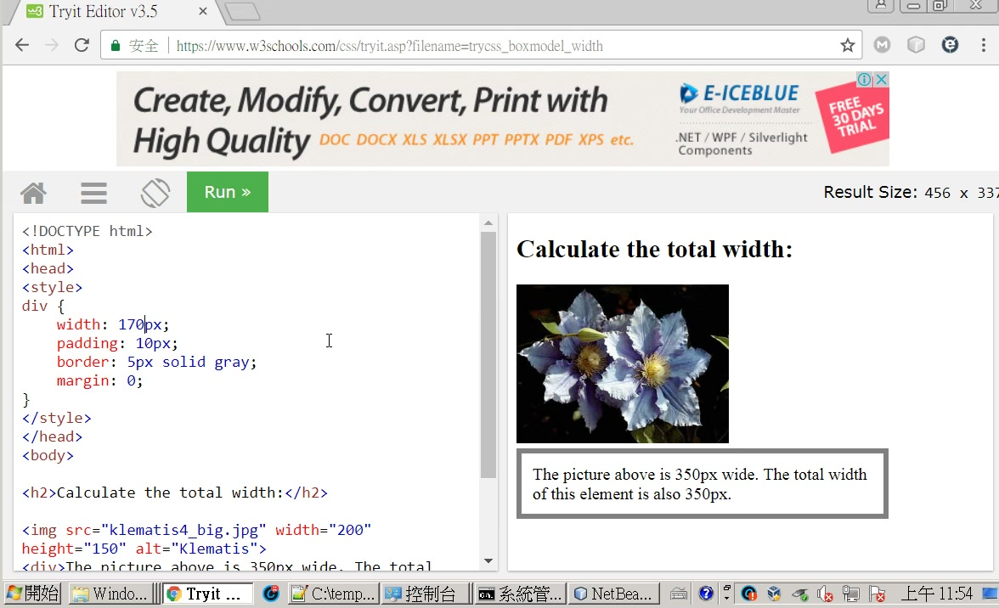 Tryit Editor v3.5
安全 https://www.w3schools.com/css/tryit.asp?filename=trycss_boxmodel_width
Create, Modify, Convert, Print with
High Quality DOC DOCX XLS XLSX PPT PPTX PDF XPS etc.
E-ICEBLUE
Your Office Development Master
.NET / WPF / Silverlight
Components
FREE
30 DAYS
TRIAL
Run »
Result Size: 456 x 337
<!DOCTYPE html>
<html>
<head>
<style>
div {
    width: 170px;
    padding: 10px;
    border: 5px solid gray;
    margin: 0;
}
</style>
</head>
<body>
<h2>Calculate the total width:</h2>
<img src="klematis4_big.jpg" width="200"
height="150" alt="Klematis">
<div>The picture above is 350px wide. The total
Calculate the total width:
The picture above is 350px wide. The total width
of this element is also 350px.
開始
Windo...
Tryit ...
C:\temp...
控制台
系統管...
NetBea...
上午 11:54